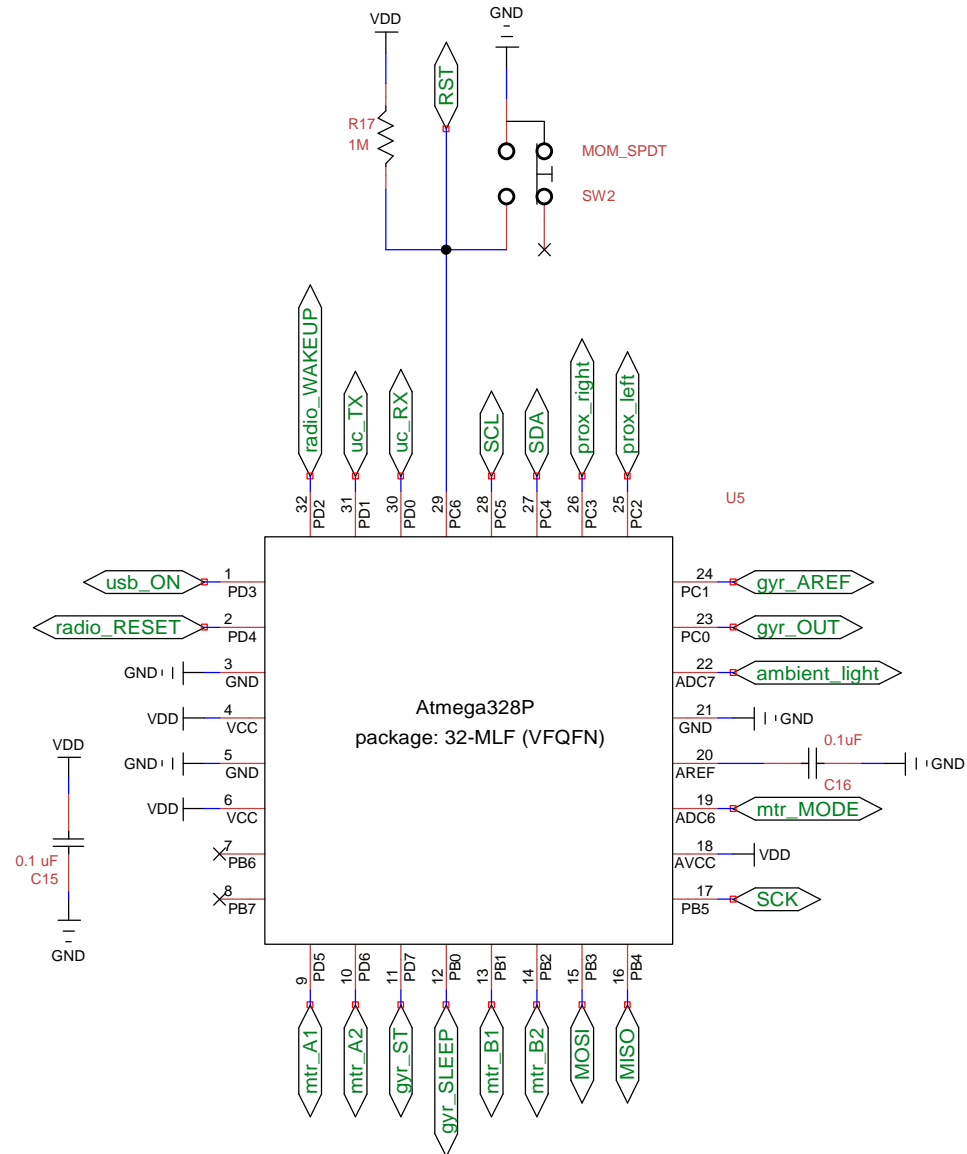 VDD
GND
RST
R17
1M
MOM_SPDT
SW2
radio_WAKEUP
uc_TX
uc_RX
SCL
SDA
prox_right
prox_left
32
PD2
31
PD1
30
PD0
29
PC6
28
PC5
27
PC4
26
PC3
25
PC2
U5
usb_ON
1
PD3
radio_RESET
2
PD4
GND
3
GND
VDD
4
VCC
GND
5
GND
VDD
6
VCC
7
PB6
8
PB7
Atmega328P
package: 32-MLF (VFQFN)
24
PC1
gyr_AREF
23
PC0
gyr_OUT
22
ADC7
ambient_light
21
GND
GND
20
AREF
0.1uF
C16
GND
19
ADC6
mtr_MODE
18
AVCC
VDD
17
PB5
SCK
VDD
0.1 uF
C15
GND
9
PD5
10
PD6
11
PD7
12
PB0
13
PB1
14
PB2
15
PB3
16
PB4
mtr_A1
mtr_A2
gyr_ST
gyr_SLEEP
mtr_B1
mtr_B2
MOSI
MISO